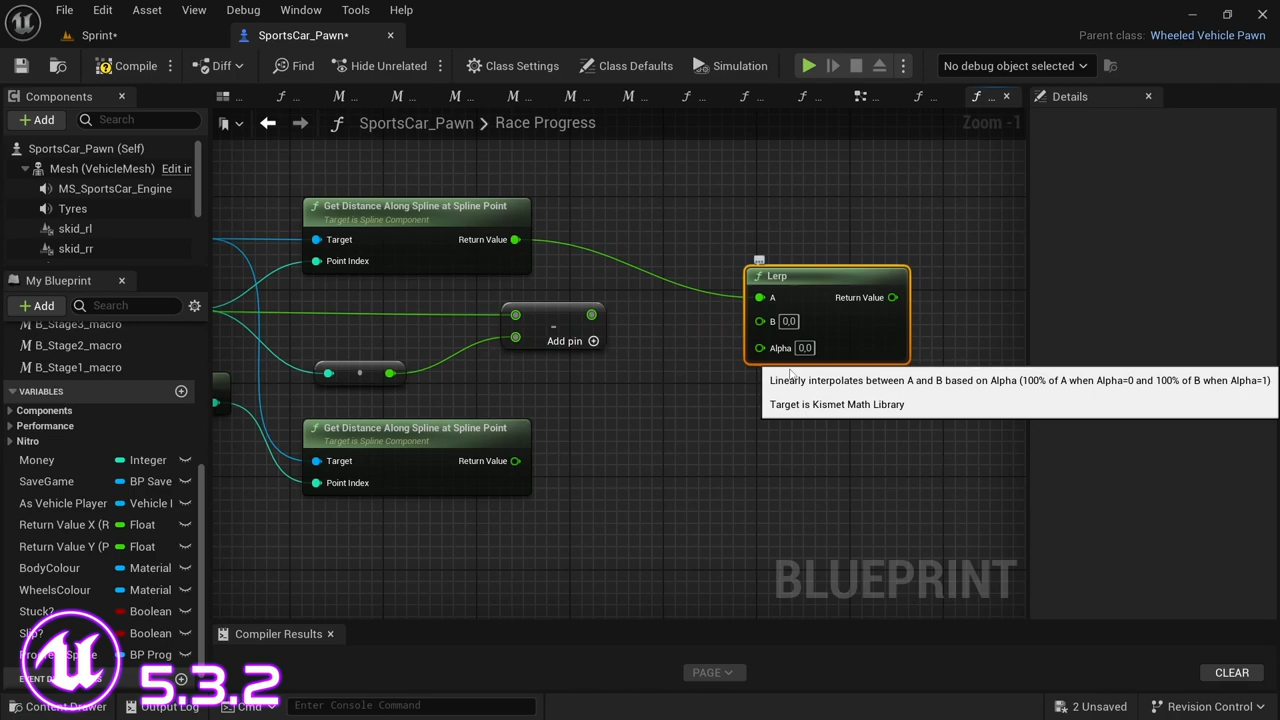 File Edit Asset View Debug Window Tools Help
Sprint*
SportsCar_Pawn*
Parent class: Wheeled Vehicle Pawn
Compile
Diff
Find
Hide Unrelated
Class Settings
Class Defaults
Simulation
No debug object selected
Components
Details
Add
Search
SportsCar_Pawn
Race Progress
Zoom -1
SportsCar_Pawn (Self)
Mesh (VehicleMesh) Edit in
MS_SportsCar_Engine
Tyres
skid_rl
skid_rr
My Blueprint
Add
Search
B_Stage3_macro
B_Stage2_macro
B_Stage1_macro
VARIABLES
Components
Performance
Nitro
Money Integer
SaveGame BP Save
As Vehicle Player Vehicle I
Return Value X (R Float
Return Value Y (P Float
BodyColour Material
WheelsColour Material
Stuck? Boolean
Slip? Boolean
BP Prog
Get Distance Along Spline at Spline Point
Target is Spline Component
Target Return Value
Point Index
- Add pin
Get Distance Along Spline at Spline Point
Target is Spline Component
Target Return Value
Point Index
Lerp
A Return Value
B 0,0
Alpha 0,0
Linearly interpolates between A and B based on Alpha (100% of A when Alpha=0 and 100% of B when Alpha=1)
Target is Kismet Math Library
BLUEPRINT
Compiler Results
PAGE
CLEAR
5.3.2
Content Drawer
Output Log
Cmd
Enter Console Command
2 Unsaved
Revision Control